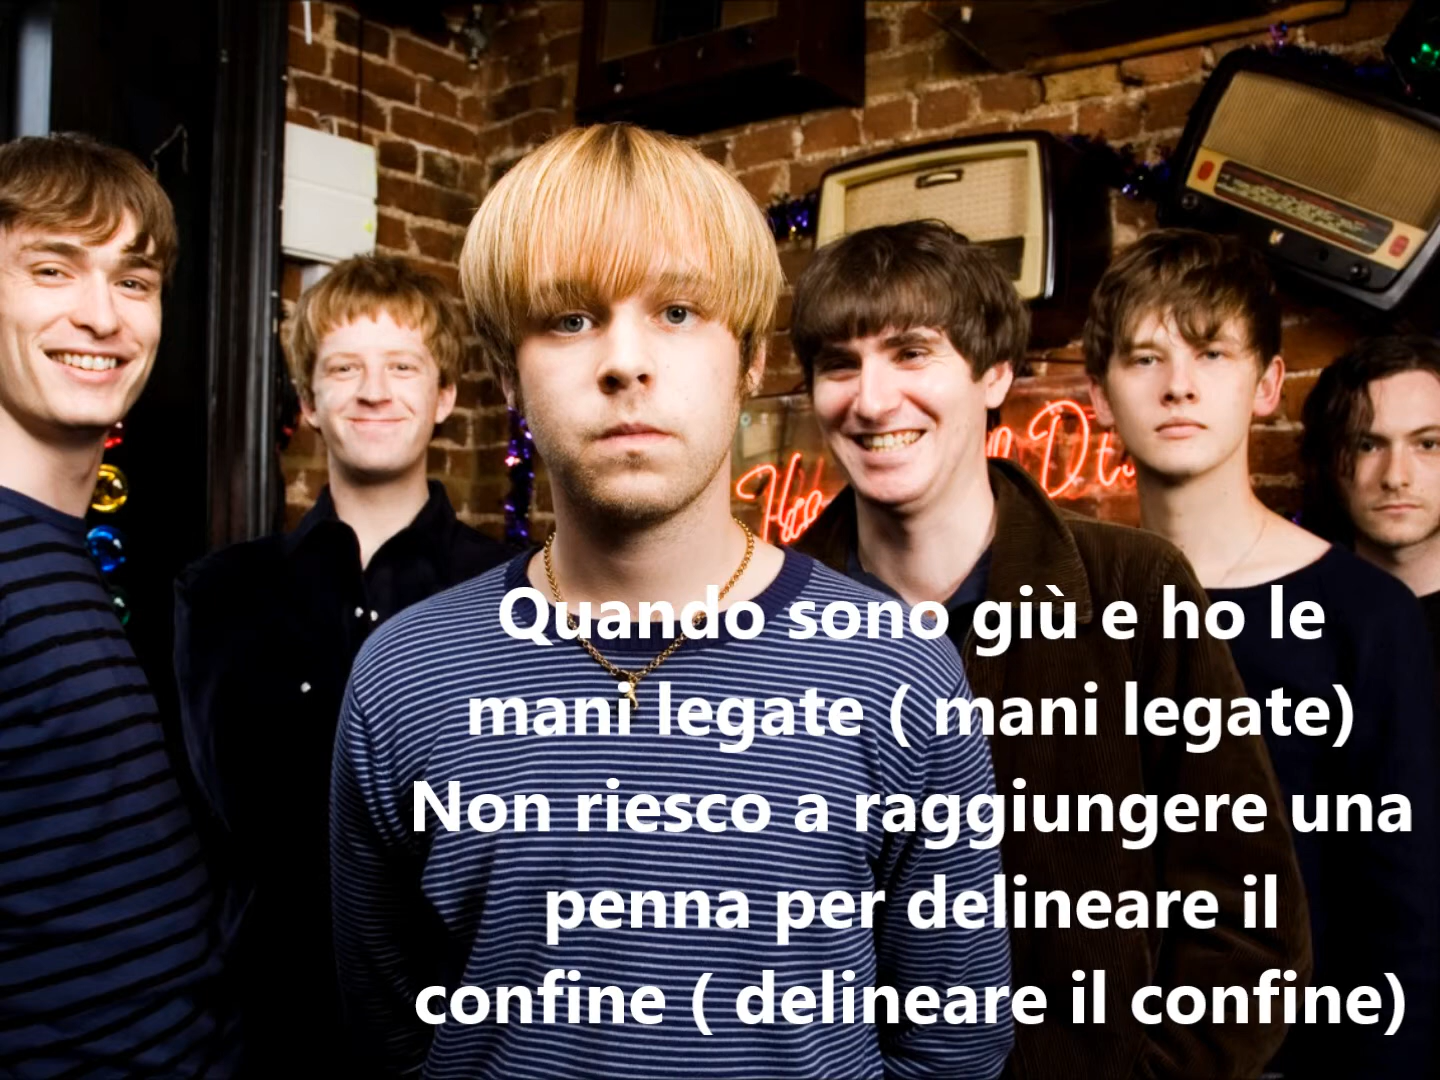 Quando sono giù e ho le
mani legate ( mani legate)
Non riesco a raggiungere una
penna per delineare il
confine ( delineare il confine)